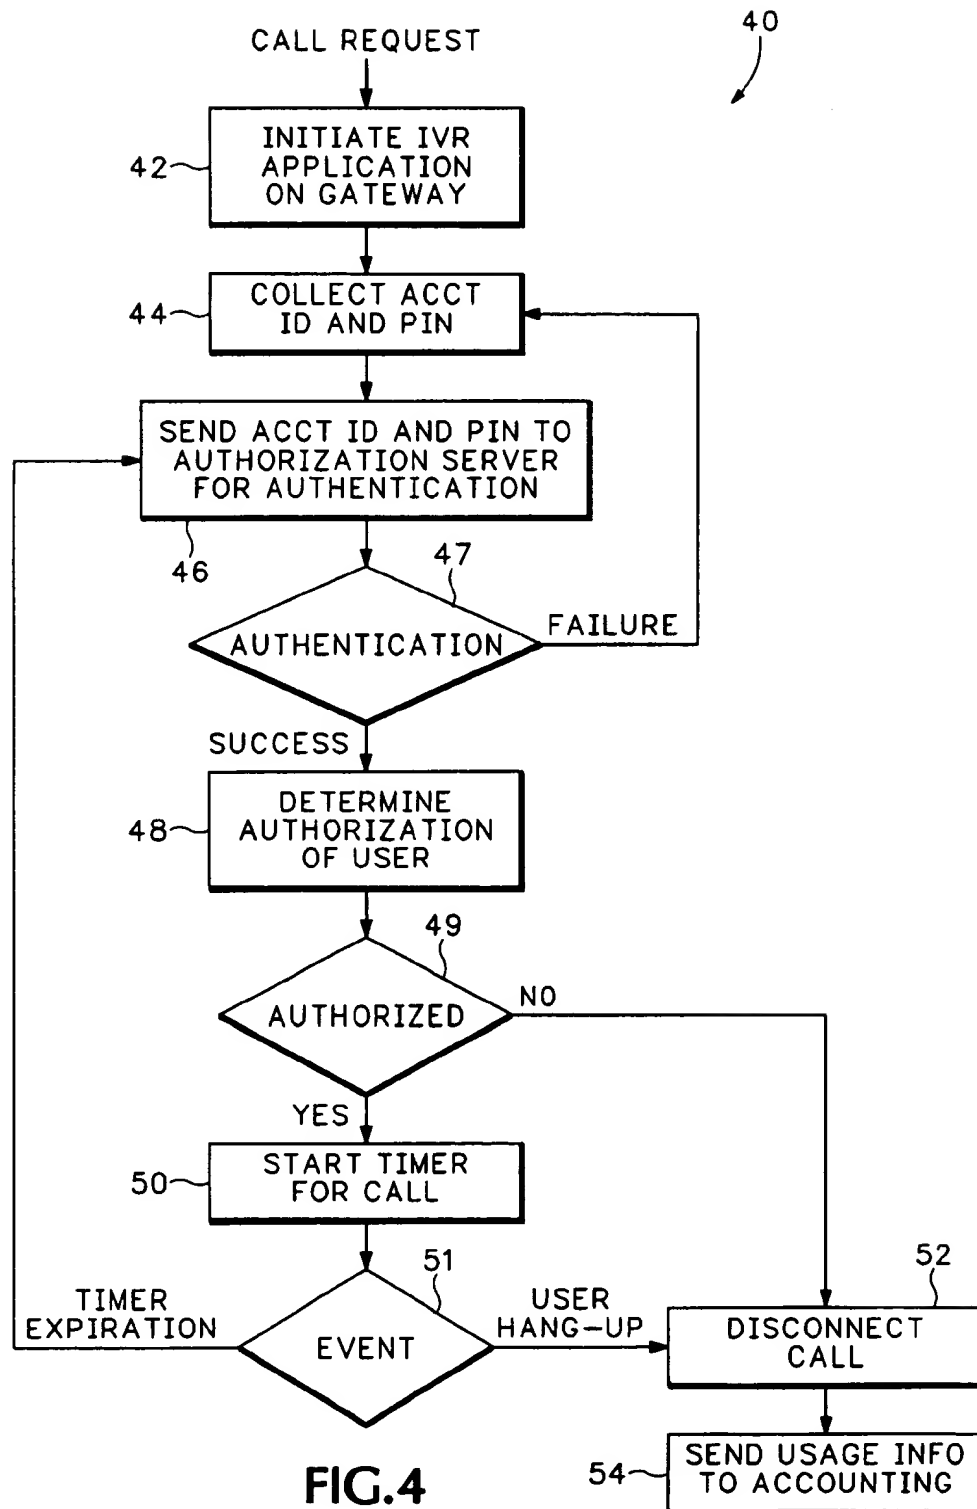 40
CALL REQUEST
INITIATE IVR
APPLICATION
ON GATEWAY
42
COLLECT ACCT
ID AND PIN
44
SEND ACCT ID AND PIN TO
AUTHORIZATION SERVER
FOR AUTHENTICATION
46
47
AUTHENTICATION
FAILURE
SUCCESS
DETERMINE
AUTHORIZATION
OF USER
48
49
AUTHORIZED
NO
YES
START TIMER
FOR CALL
50
51
EVENT
TIMER
EXPIRATION
USER
HANG-UP
52
DISCONNECT
CALL
SEND USAGE INFO
TO ACCOUNTING
54
FIG.4